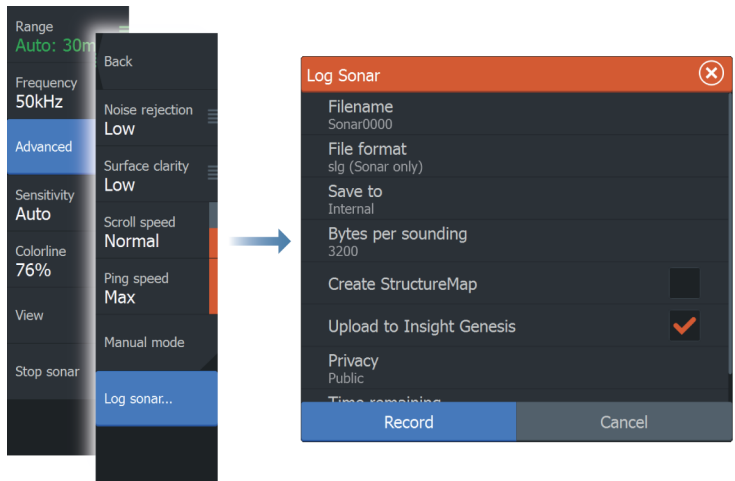 Range
Auto: 30m
Frequency
50kHz
Advanced
Sensitivity
Auto
Colorline
76%
View
Stop sonar
Back
Noise rejection
Low
Surface clarity
Low
Scroll speed
Normal
Ping speed
Max
Manual mode
Log sonar...
Log Sonar
Filename
Sonar0000
File format
slg (Sonar only)
Save to
Internal
Bytes per sounding
3200
Create StructureMap
Upload to Insight Genesis
Privacy
Public
Time remaining
Record
Cancel